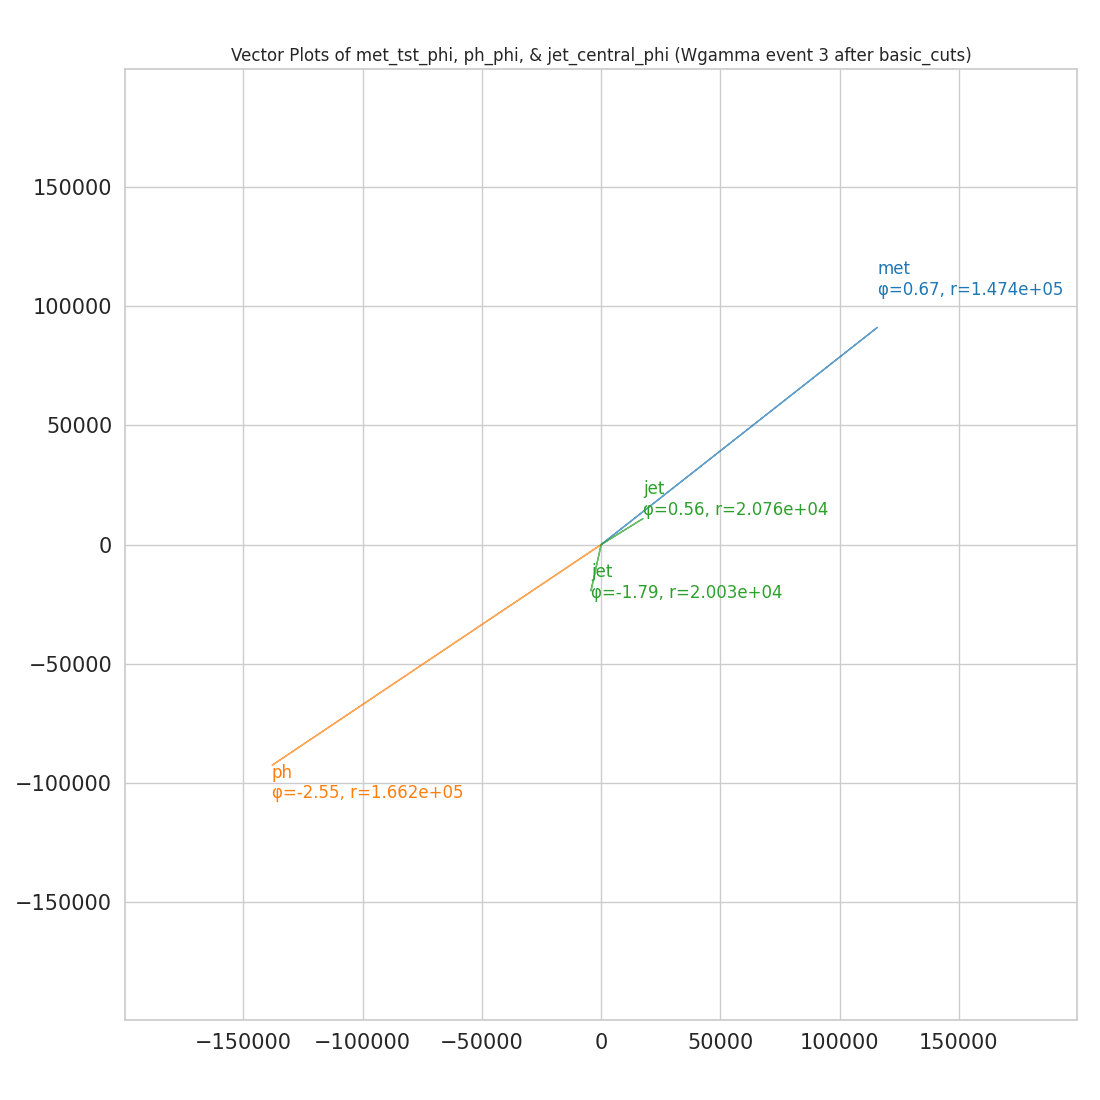 Vector Plots of met_tst_phi, ph_phi, & jet_central_phi (Wgamma event 3 after basic_cuts)
150000
100000
50000
0
−50000
−100000
−150000
met
φ=0.67, r=1.474e+05
jet
φ=0.56, r=2.076e+04
jet
φ=-1.79, r=2.003e+04
ph
φ=-2.55, r=1.662e+05
−150000 −100000 −50000 0 50000 100000 150000